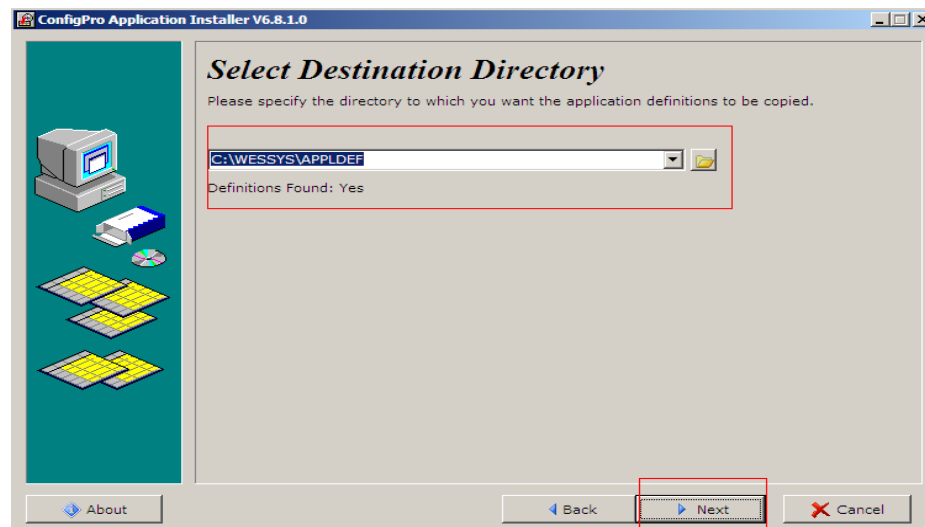 ConfigPro Application Installer V6.8.1.0
Select Destination Directory
Please specify the directory to which you want the application definitions to be copied.
C:\WESSYS\APPLDEF
Definitions Found: Yes
About
Back
Next
Cancel